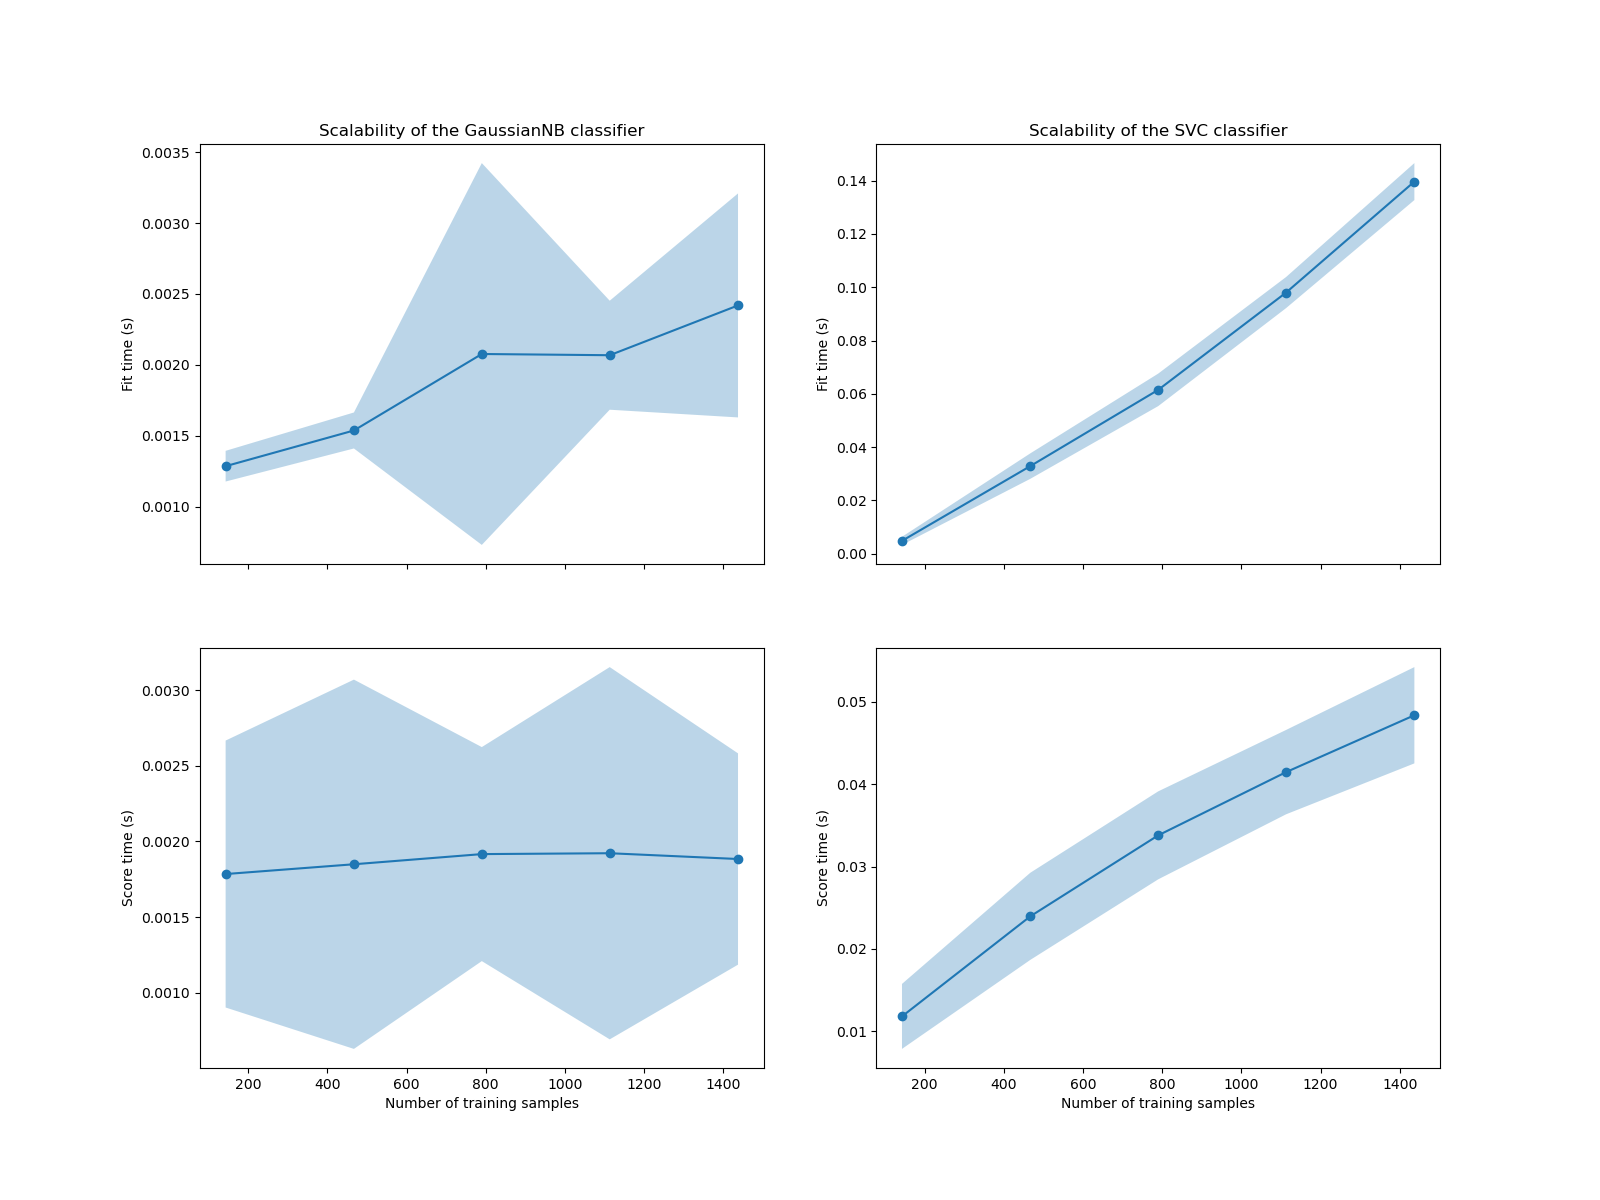 Scalability of the GaussianNB classifier
0.0035
0.0030
0.0025
0.0020
0.0015
0.0010
Fit time (s)
Scalability of the SVC classifier
0.14
0.12
0.10
0.08
0.06
0.04
0.02
0.00
Fit time (s)
0.0030
0.0025
0.0020
0.0015
0.0010
Score time (s)
200 400 600 800 1000 1200 1400
Number of training samples
0.05
0.04
0.03
0.02
0.01
Score time (s)
200 400 600 800 1000 1200 1400
Number of training samples